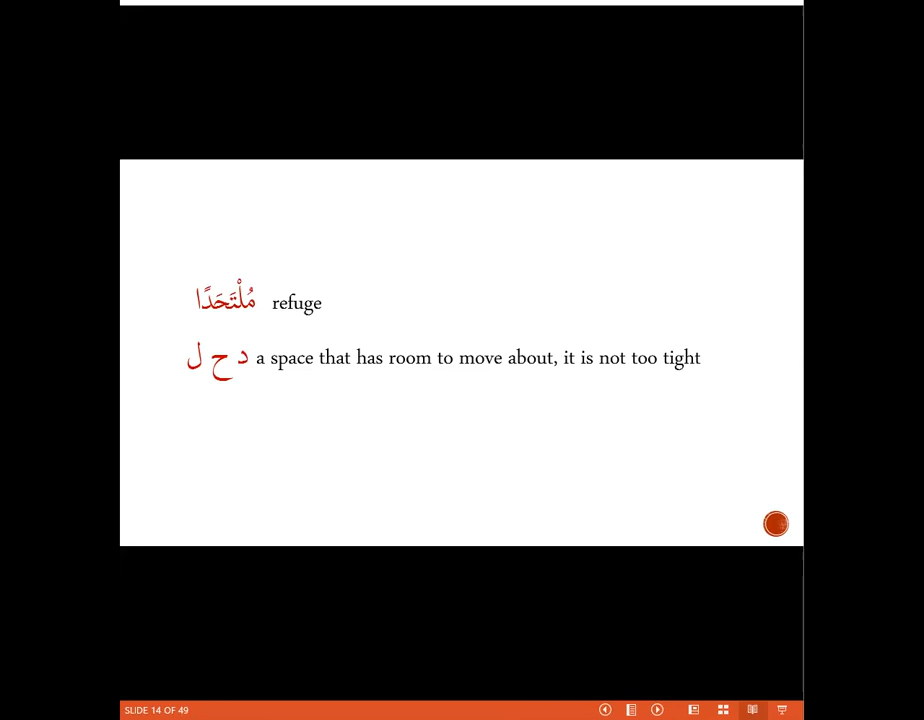 مُلْتَحَدًا refuge
د ح ل a space that has room to move about, it is not too tight
SLIDE 14 OF 49